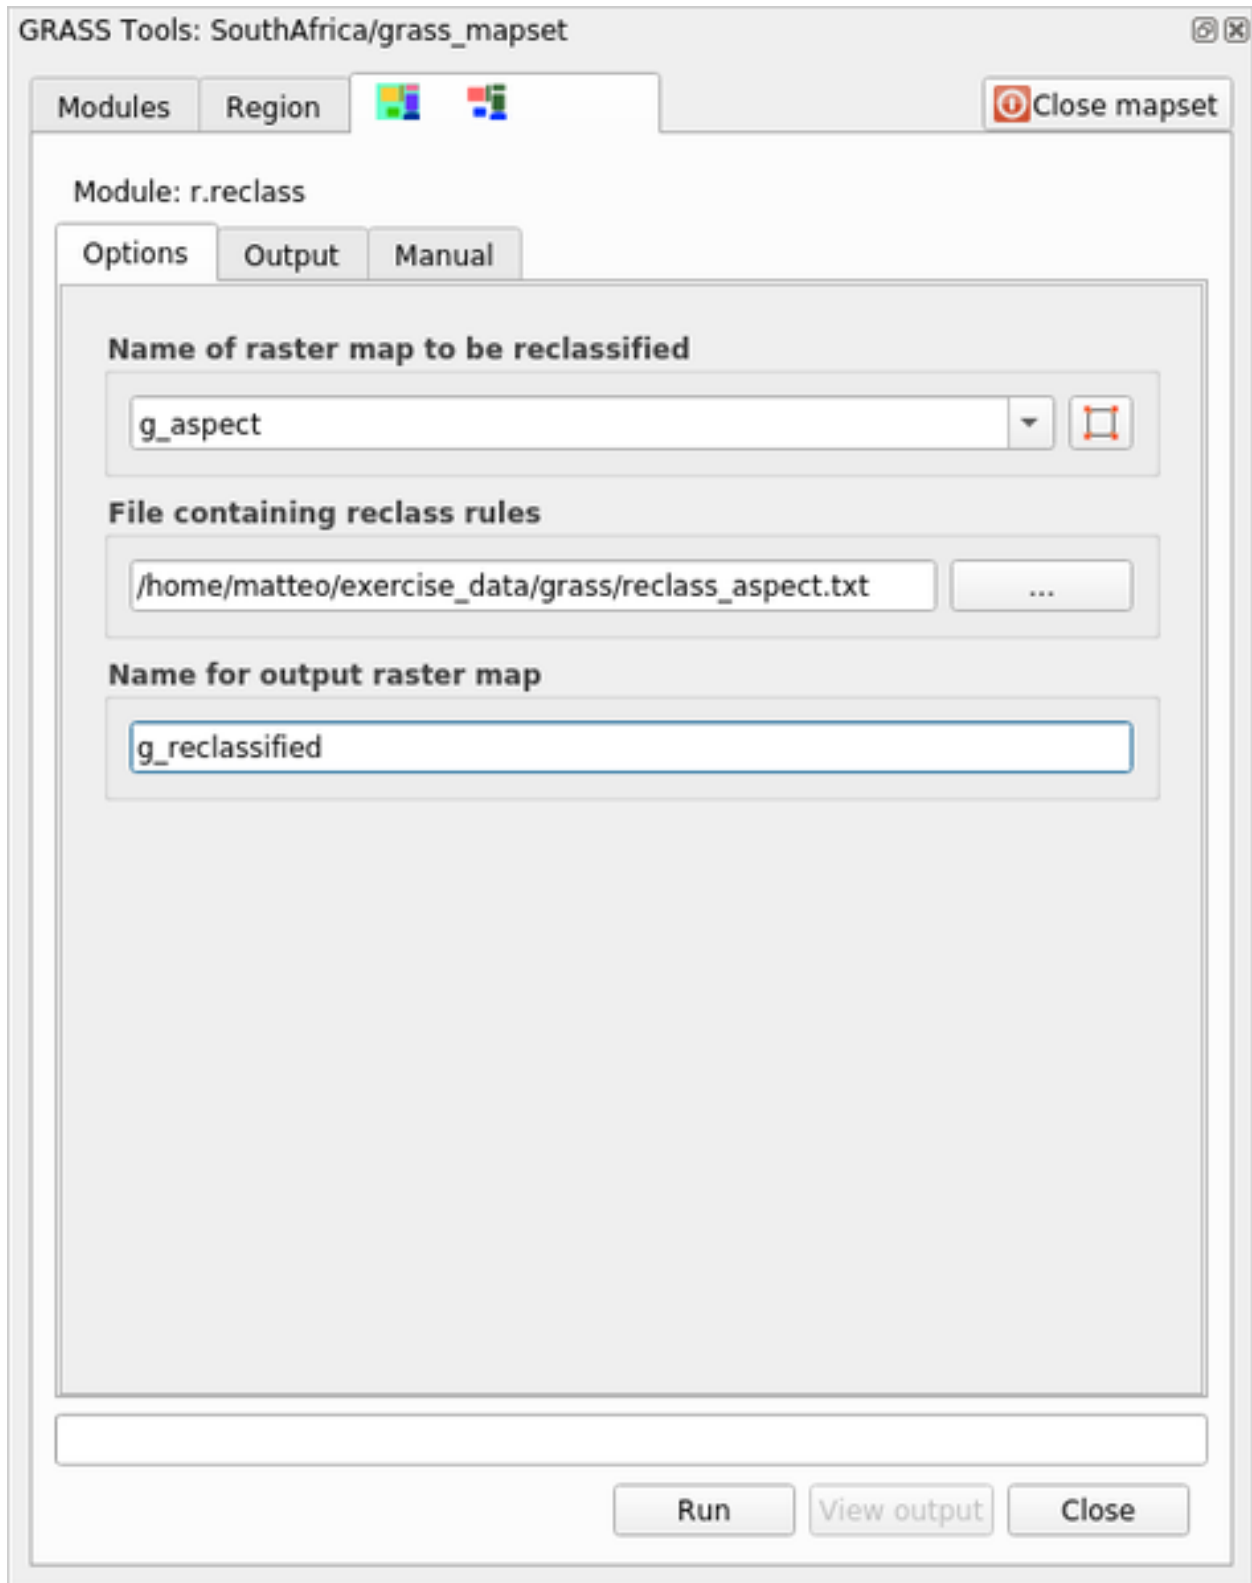 GRASS Tools: SouthAfrica/grass_mapset
Modules Region Close mapset
Module: r.reclass
Options Output Manual
Name of raster map to be reclassified
g_aspect
File containing reclass rules
/home/matteo/exercise_data/grass/reclass_aspect.txt ...
Name for output raster map
g_reclassified
Run View output Close